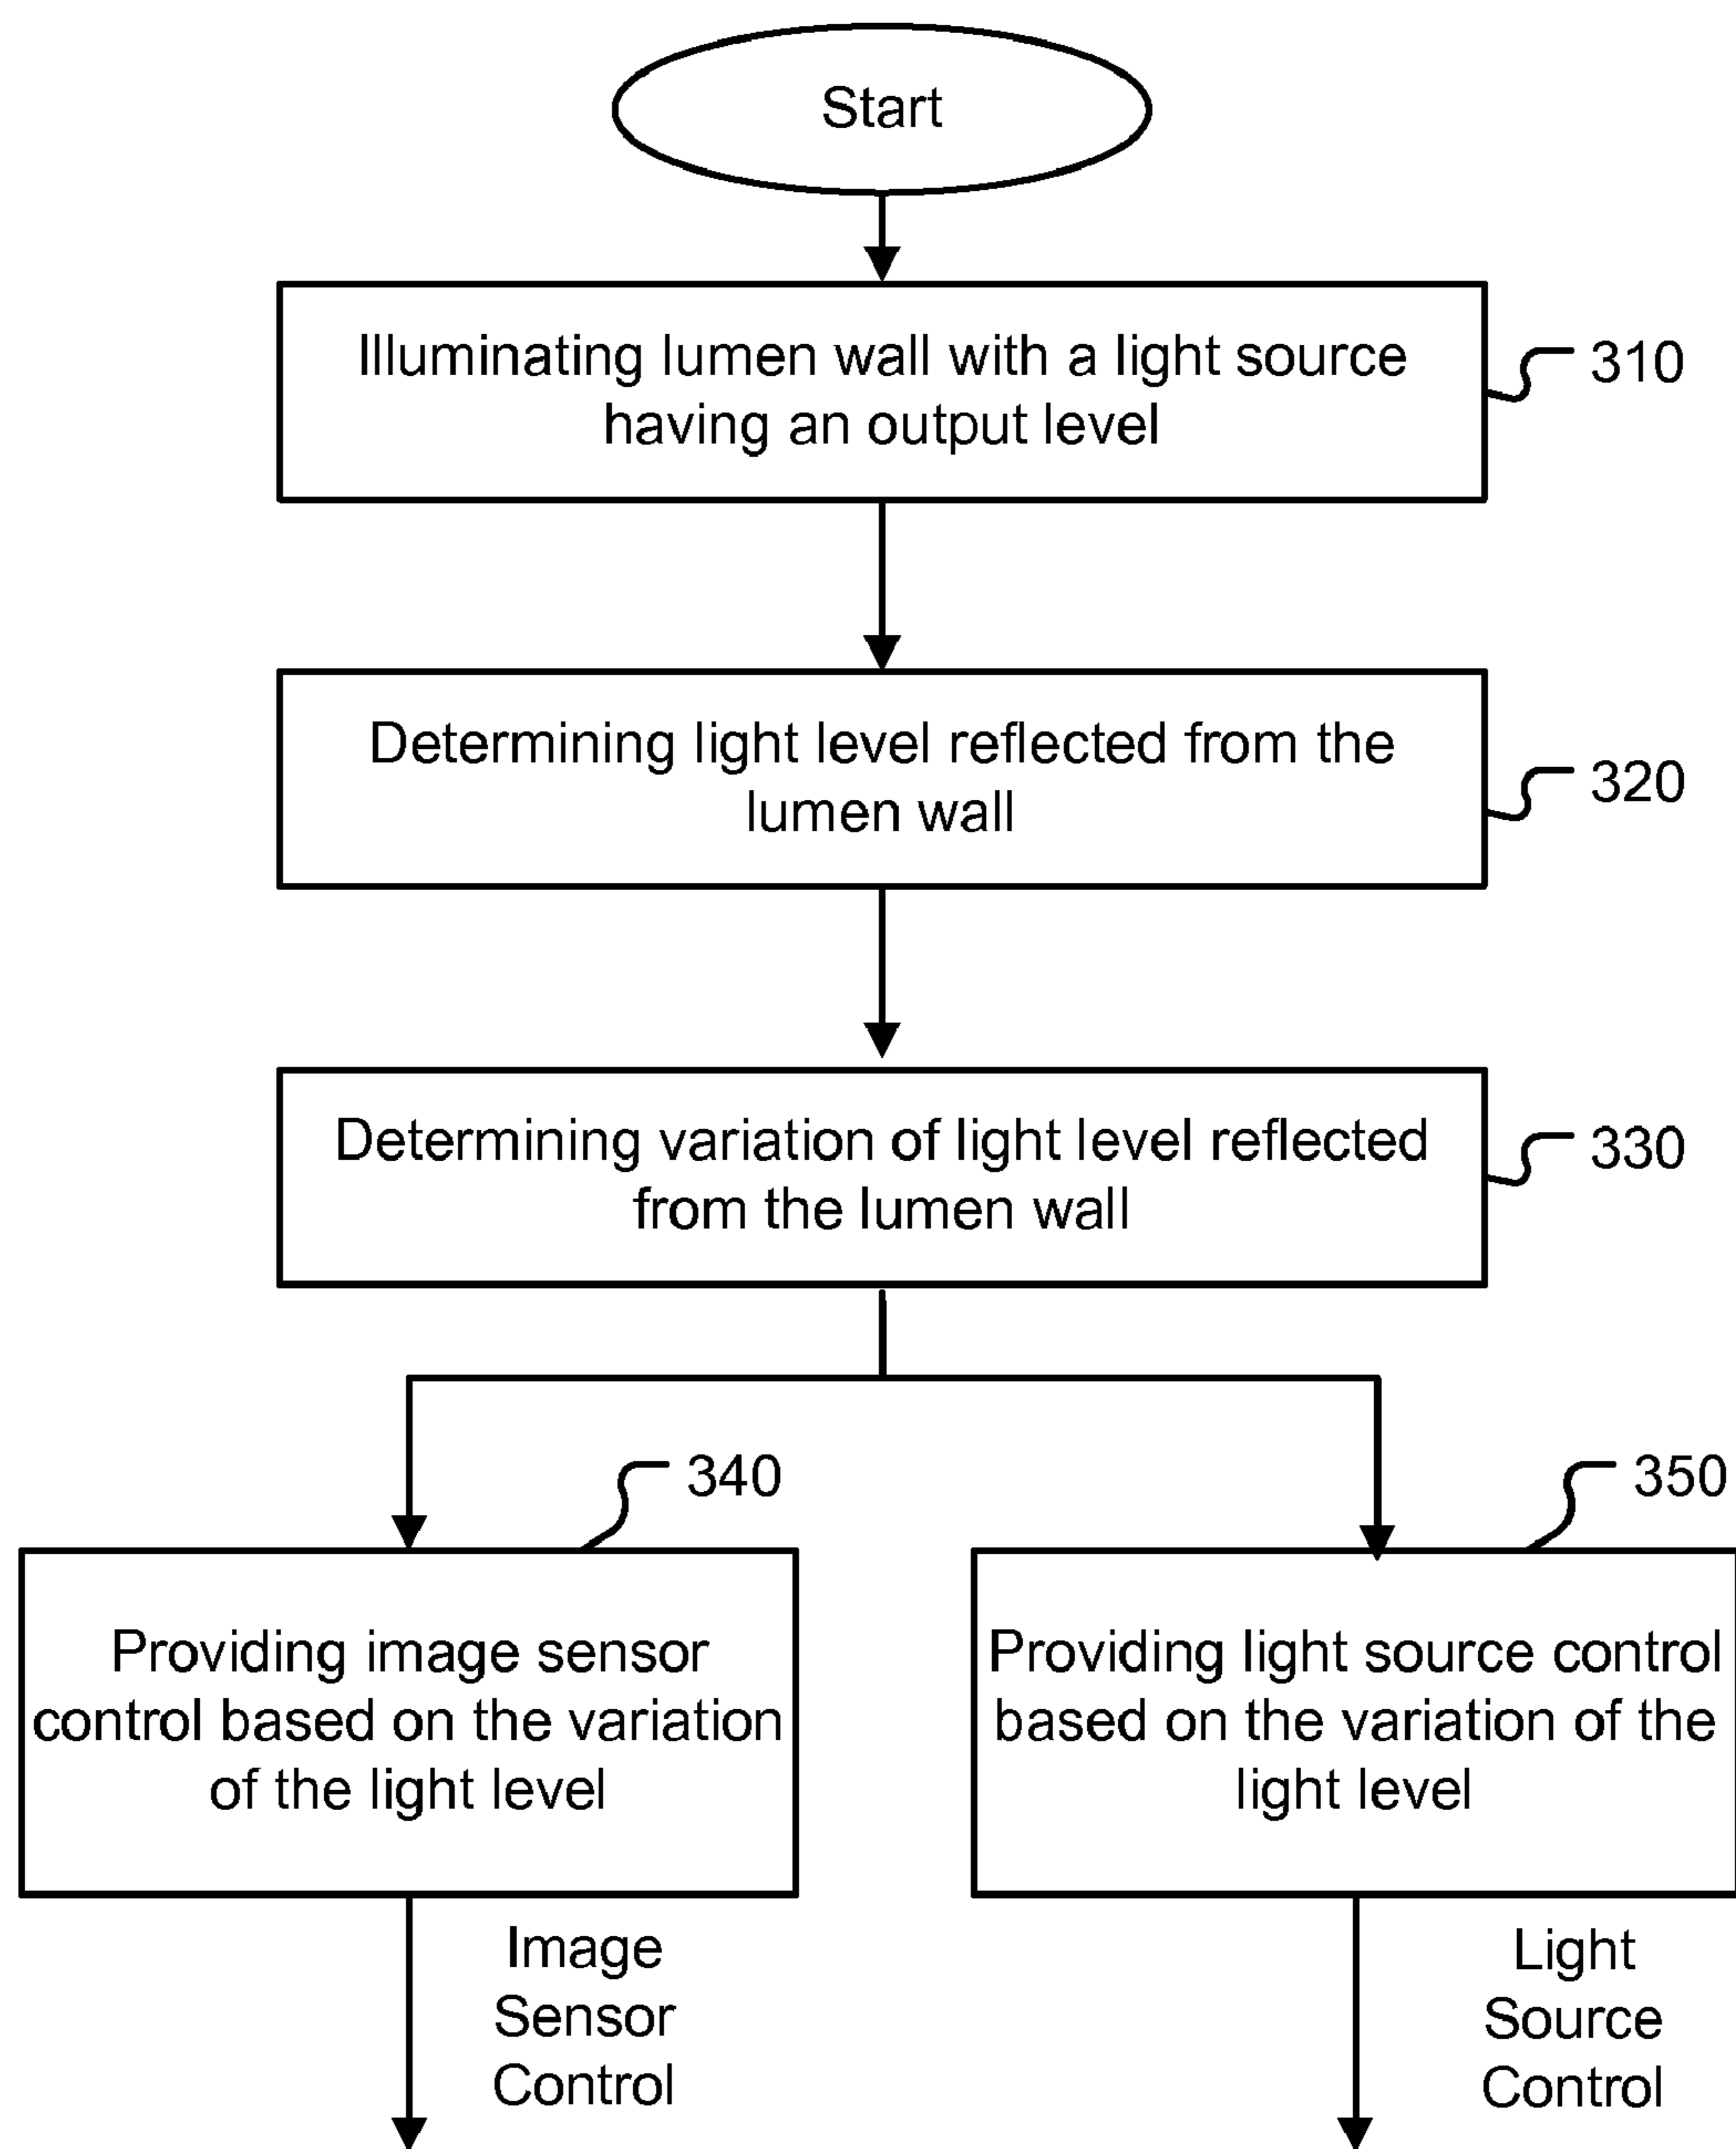 Start
Illuminating lumen wall with a light source
having an output level
310
Determining light level reflected from the
lumen wall
320
Determining variation of light level reflected
from the lumen wall
330
340
350
Providing image sensor
control based on the variation
of the light level
Providing light source control
based on the variation of the
light level
Image
Sensor
Control
Light
Source
Control